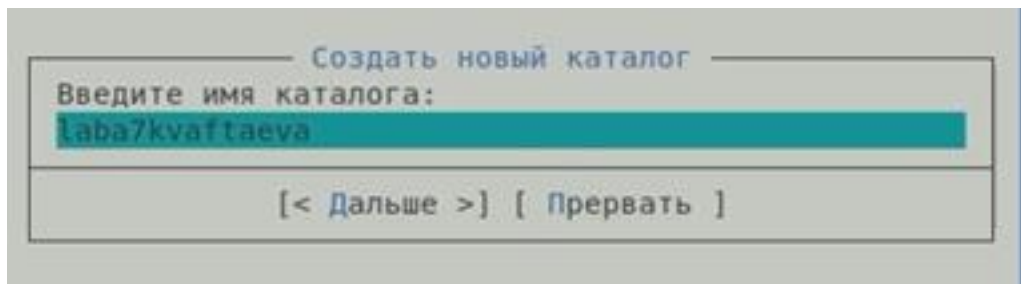 Создать новый каталог
Введите имя каталога:
laba7kvaftaeva
[< Дальше >] [ Прервать ]